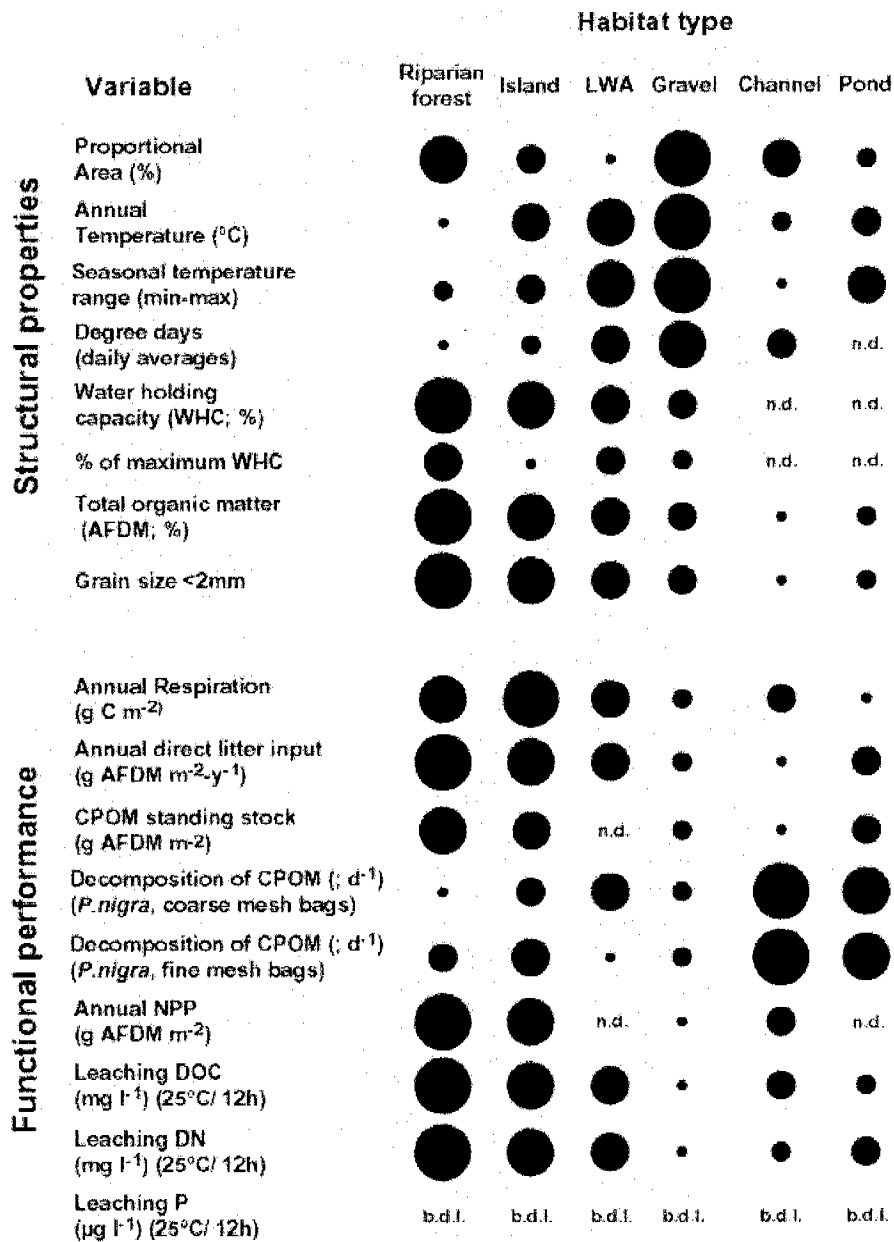 Habitat type
Variable
Riparian
forest
Island
LWA
Gravel
Channel
Pond
Structural properties
Proportional
Area (%)
Annual
Temperature (ºC)
Seasonal temperature
range (min-max)
Degree days
(daily averages)
n.d.
Water holding
capacity (WHC; %)
n.d.
n.d.
% of maximum WHC
n.d.
n.d.
Total organic matter
(AFDM; %)
Grain size <2mm
Functional performance
Annual Respiration
(g C m-2)
Annual direct litter input
(g AFDM m-2-y-1)
CPOM standing stock
(g AFDM m-2)
n.d.
Decomposition of CPOM (; d-1)
(P.nigra, coarse mesh bags)
Decomposition of CPOM (; d-1)
(P.nigra, fine mesh bags)
Annual NPP
(g AFDM m-2)
n.d.
n.d.
Leaching DOC
(mg l-1) (25ºC/ 12h)
Leaching DN
(mg l-1) (25ºC/ 12h)
Leaching P
(µg l-1) (25ºC/ 12h)
b.d.l.
b.d.l.
b.d.l.
b.d.l.
b.d.l.
b.d.l.